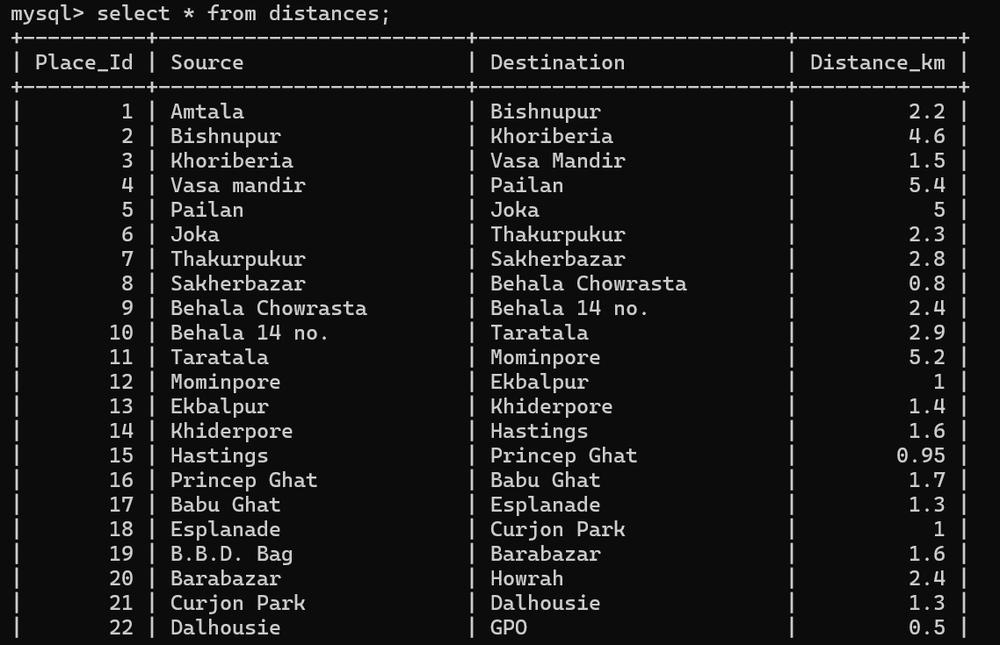 mysql> select * from distances;
+----------+-------------------------+-------------------------+-------------+
| Place_Id | Source                  | Destination             | Distance_km |
+----------+-------------------------+-------------------------+-------------+
|        1 | Amtala                  | Bishnupur               |         2.2 |
|        2 | Bishnupur               | Khoriberia              |         4.6 |
|        3 | Khoriberia              | Vasa Mandir             |         1.5 |
|        4 | Vasa mandir             | Pailan                  |         5.4 |
|        5 | Pailan                  | Joka                    |           5 |
|        6 | Joka                    | Thakurpukur             |         2.3 |
|        7 | Thakurpukur             | Sakherbazar             |         2.8 |
|        8 | Sakherbazar             | Behala Chowrasta        |         0.8 |
|        9 | Behala Chowrasta        | Behala 14 no.           |         2.4 |
|       10 | Behala 14 no.           | Taratala                |         2.9 |
|       11 | Taratala                | Mominpore               |         5.2 |
|       12 | Mominpore               | Ekbalpur                |           1 |
|       13 | Ekbalpur                | Khiderpore              |         1.4 |
|       14 | Khiderpore              | Hastings                |         1.6 |
|       15 | Hastings                | Princep Ghat            |        0.95 |
|       16 | Princep Ghat            | Babu Ghat               |         1.7 |
|       17 | Babu Ghat               | Esplanade               |         1.3 |
|       18 | Esplanade               | Curjon Park             |           1 |
|       19 | B.B.D. Bag              | Barabazar               |         1.6 |
|       20 | Barabazar               | Howrah                  |         2.4 |
|       21 | Curjon Park             | Dalhousie               |         1.3 |
|       22 | Dalhousie               | GPO                     |         0.5 |